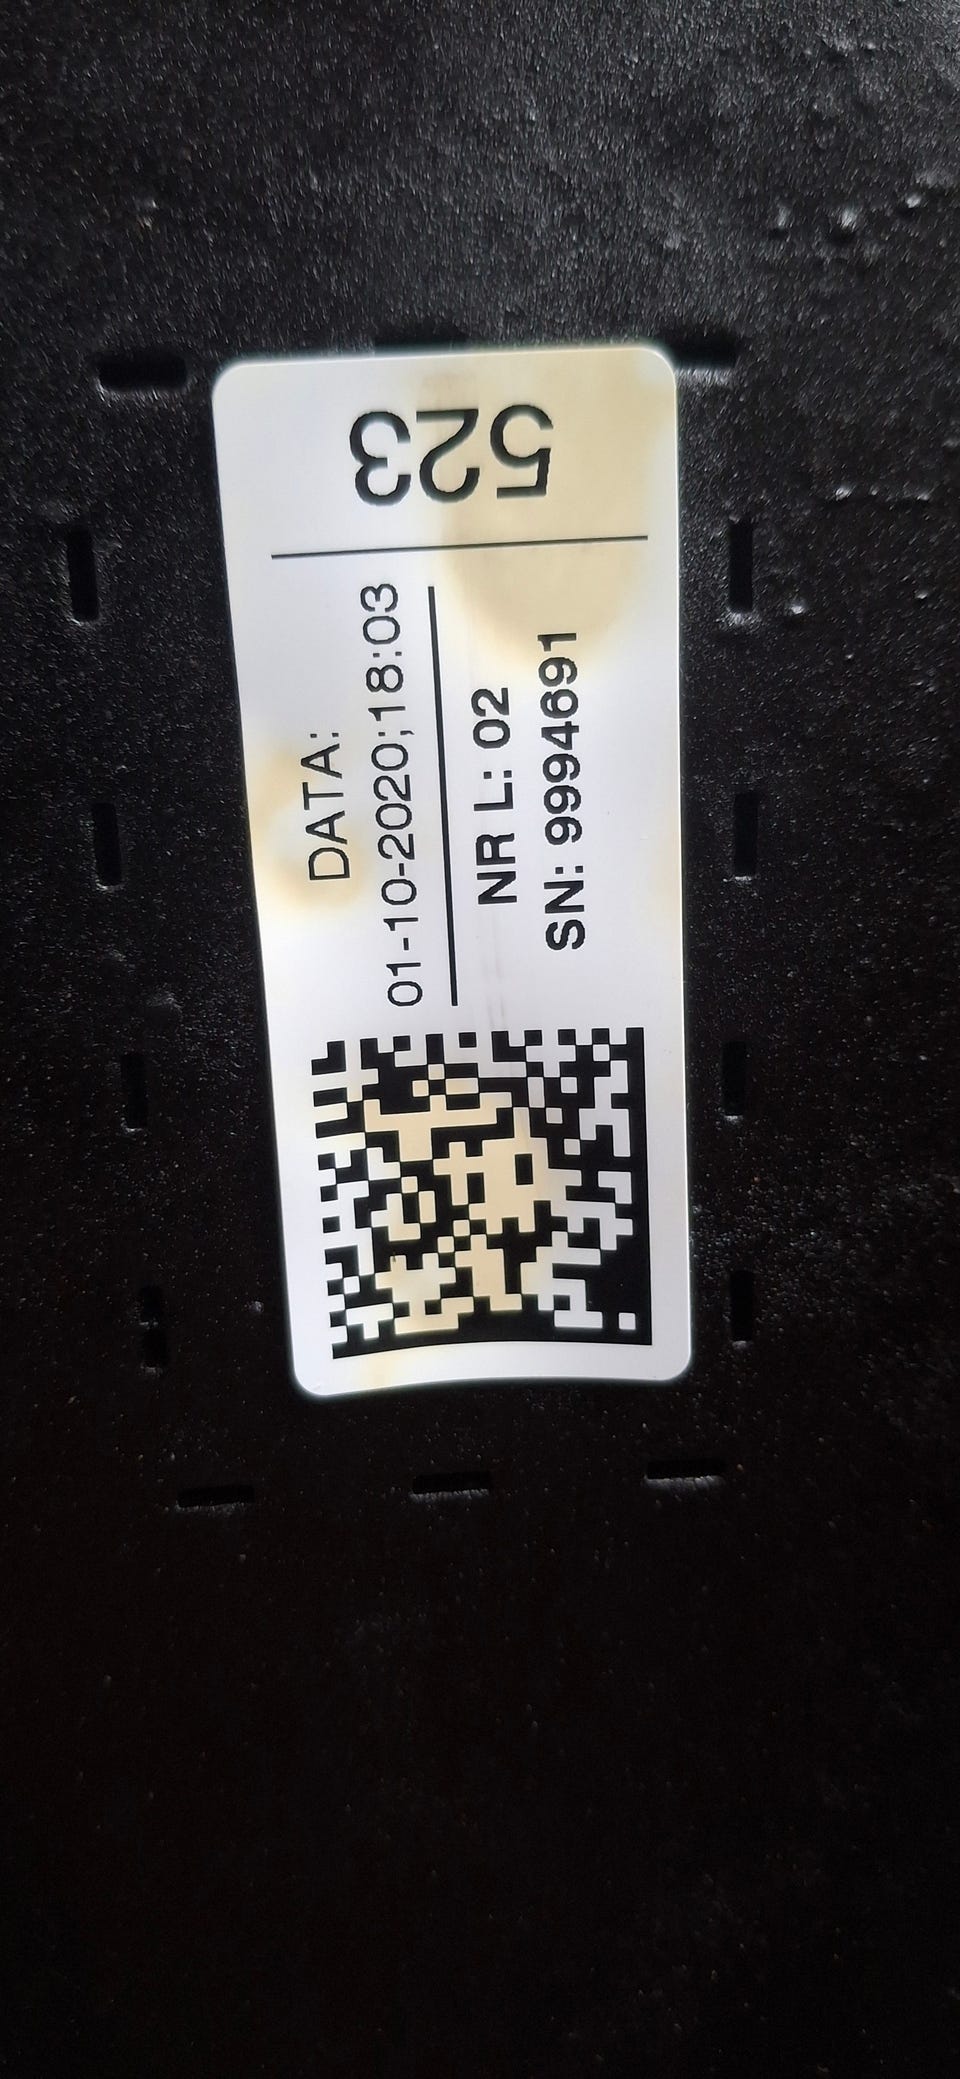 523
DATA:
01-10-2020;18:03
NR L: 02
SN: 9994691